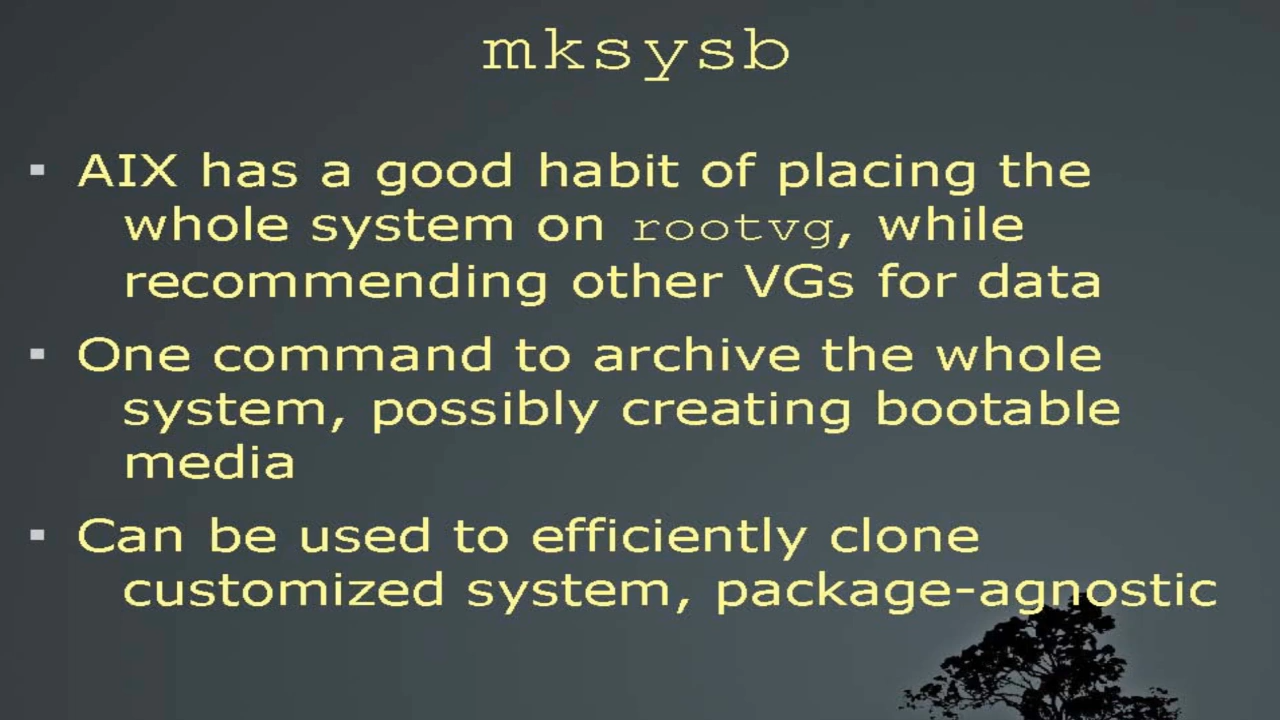 mksysb
▪ AIX has a good habit of placing the
whole system on rootvg, while
recommending other VGs for data
▪ One command to archive the whole
system, possibly creating bootable
media
▪ Can be used to efficiently clone
customized system, package-agnostic